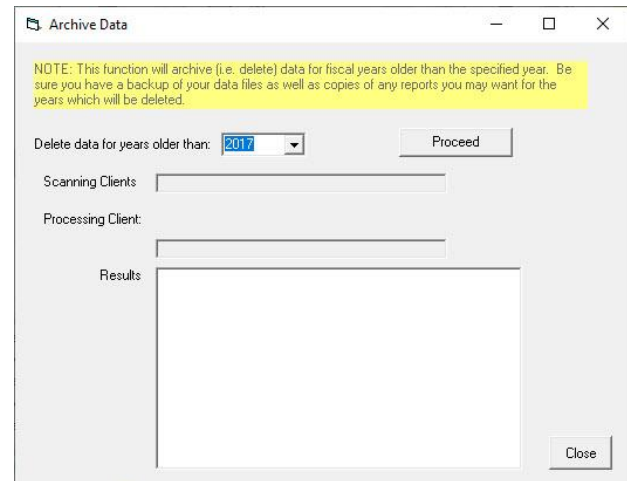 Archive Data
NOTE: This function will archive (i.e. delete) data for fiscal years older than the specified year. Be
sure you have a backup of your data files as well as copies of any reports you may want for the
years which will be deleted.
Delete data for years older than: 2017 Proceed
Scanning Clients
Processing Client:
Results
Close